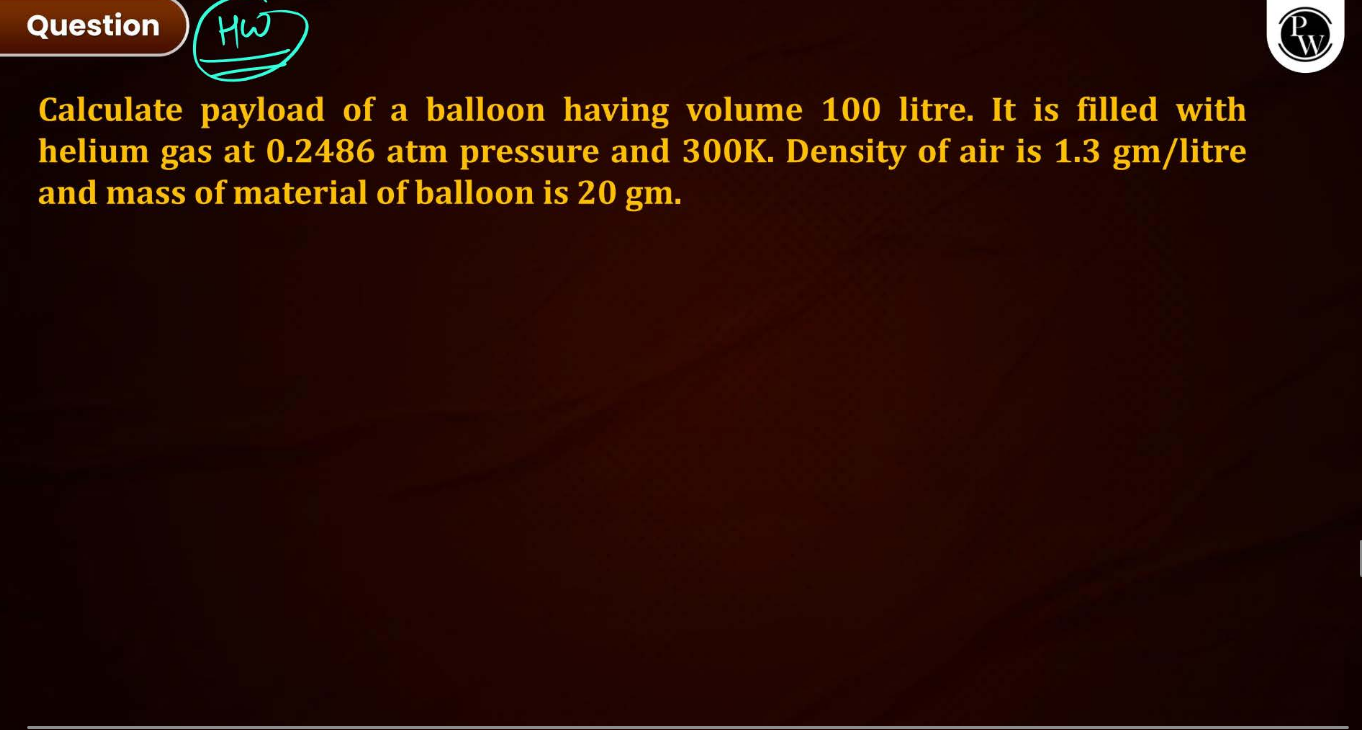 Question
HW
PW
Calculate payload of a balloon having volume 100 litre. It is filled with
helium gas at 0.2486 atm pressure and 300K. Density of air is 1.3 gm/litre
and mass of material of balloon is 20 gm.